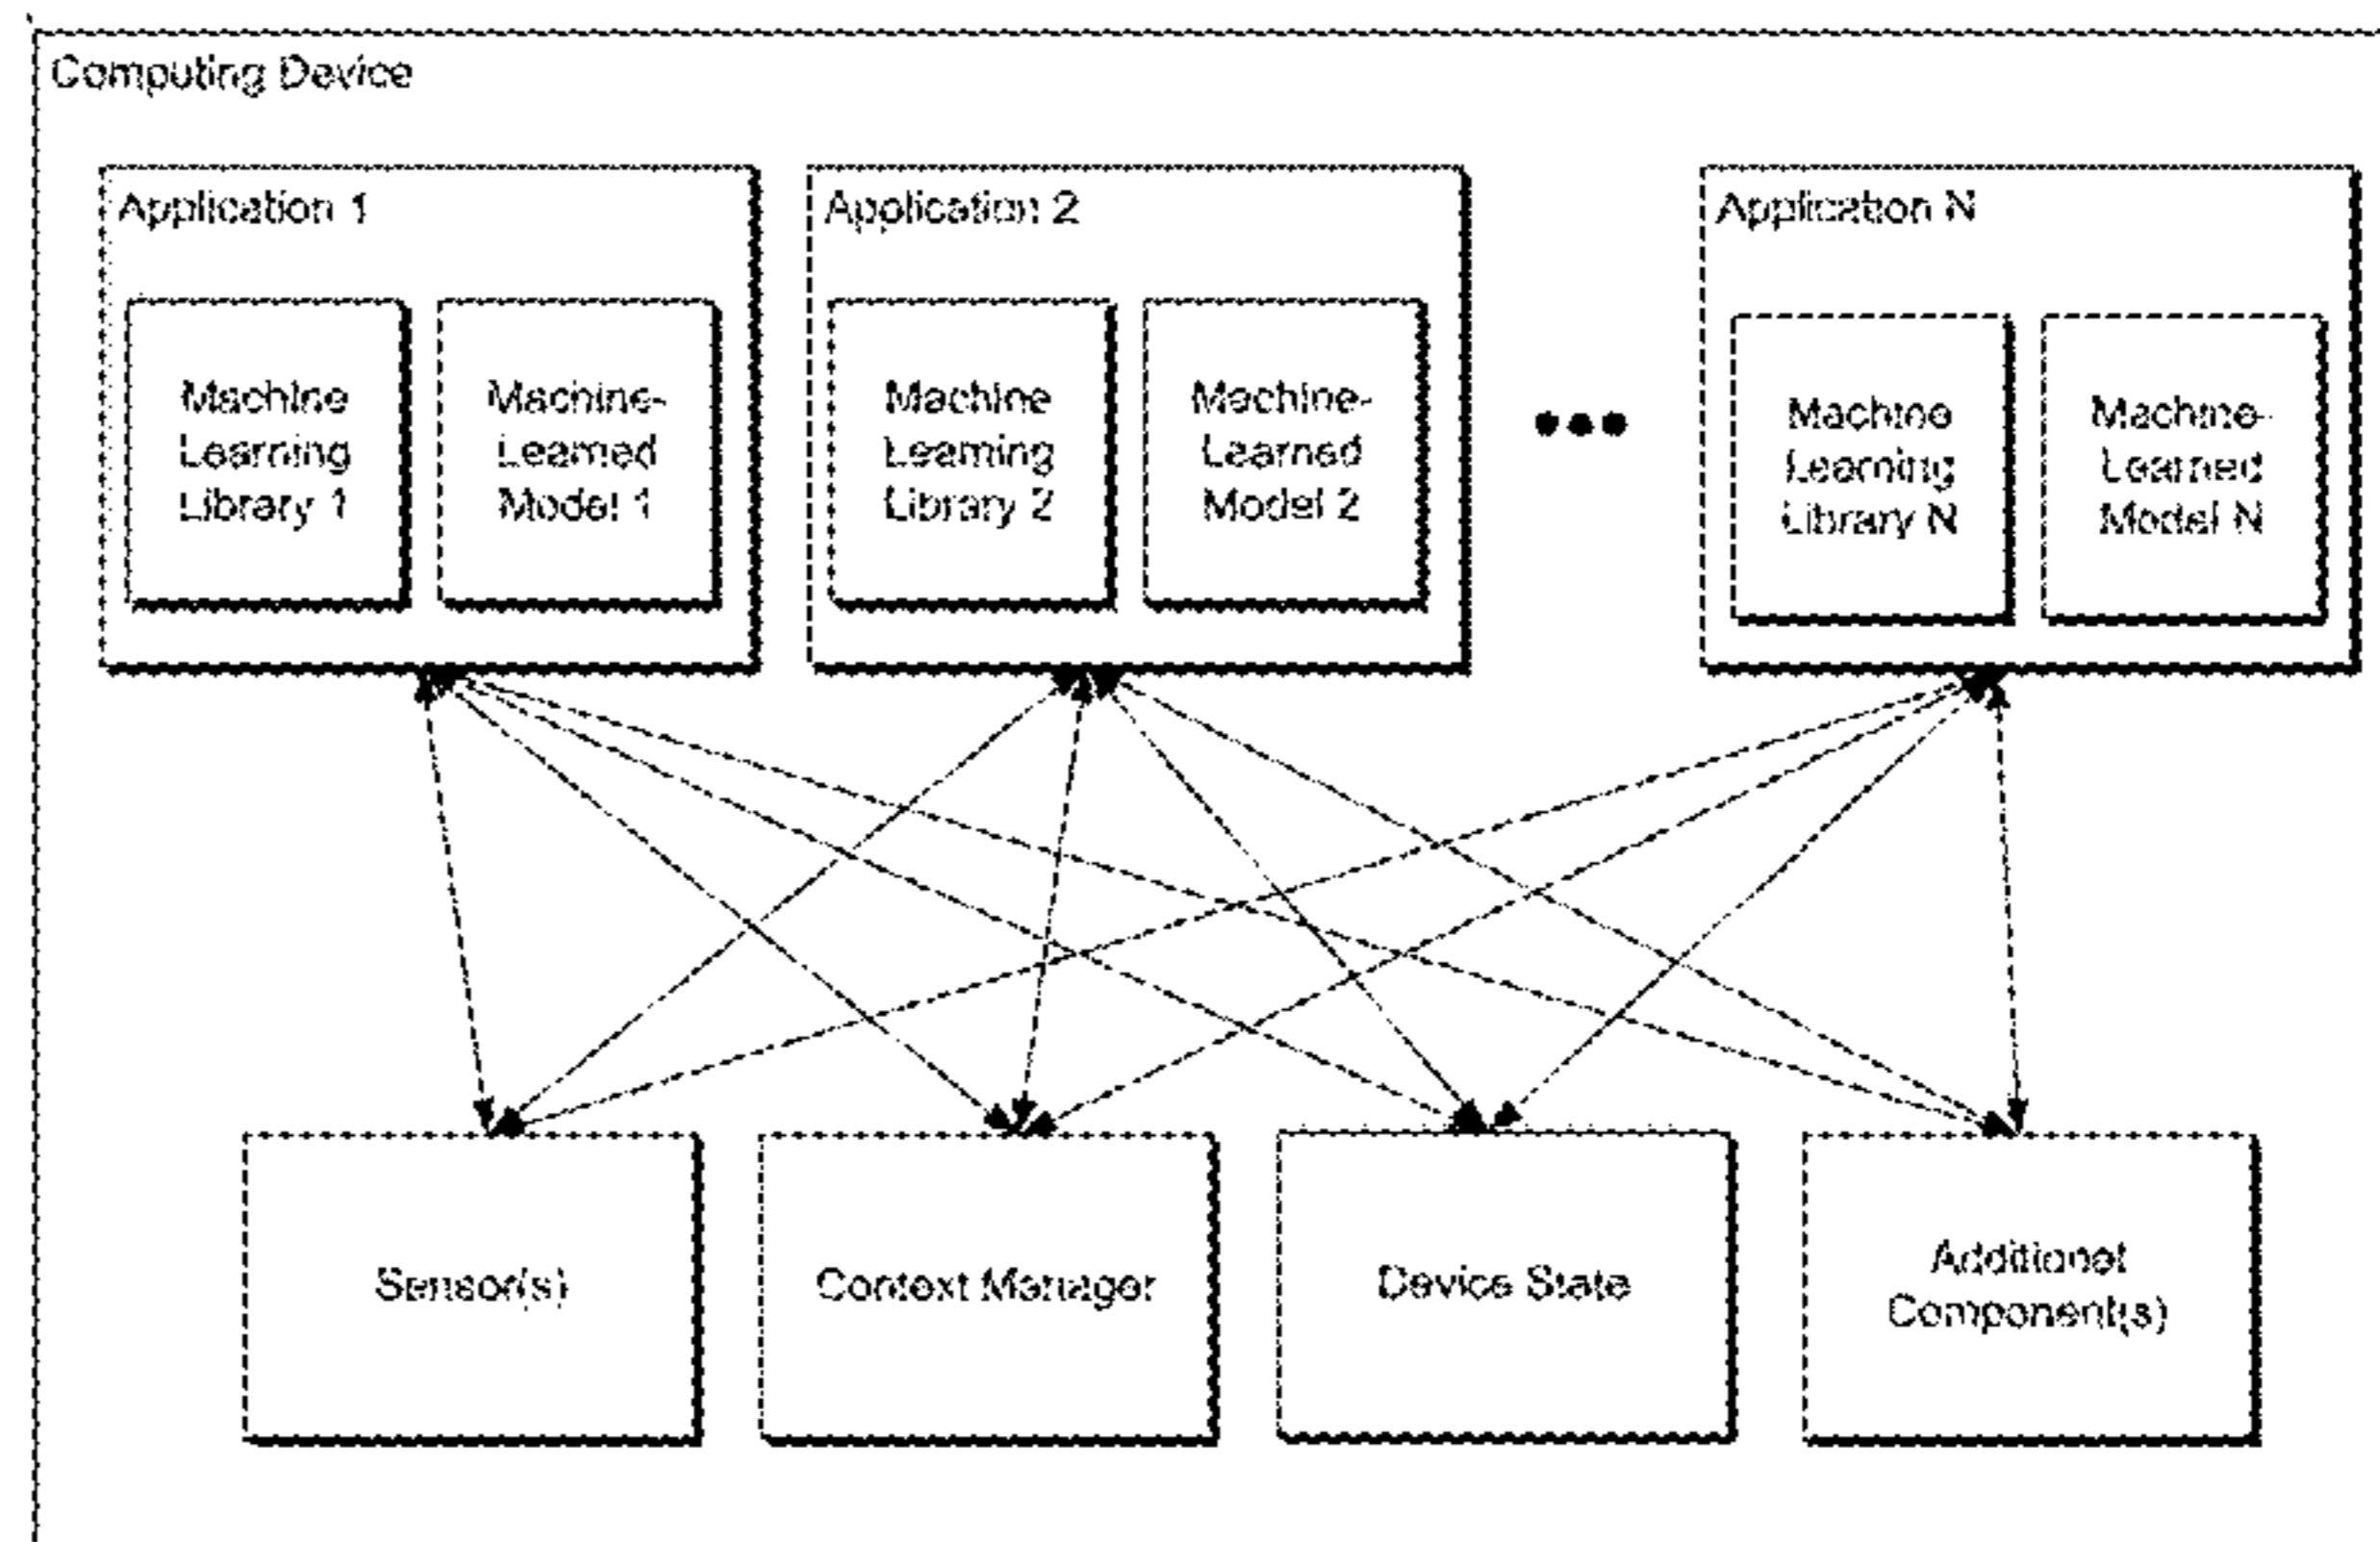 Computing Device
Application 1
Machine
Learning
Library 1
Machine-
Learned
Model 1
Application 2
Machine
Learning
Library 2
Machine-
Learned
Model 2
Application N
Machine
Learning
Library N
Machine-
Learned
Model N
Sensor(s)
Context Manager
Device State
Additional
Component(s)